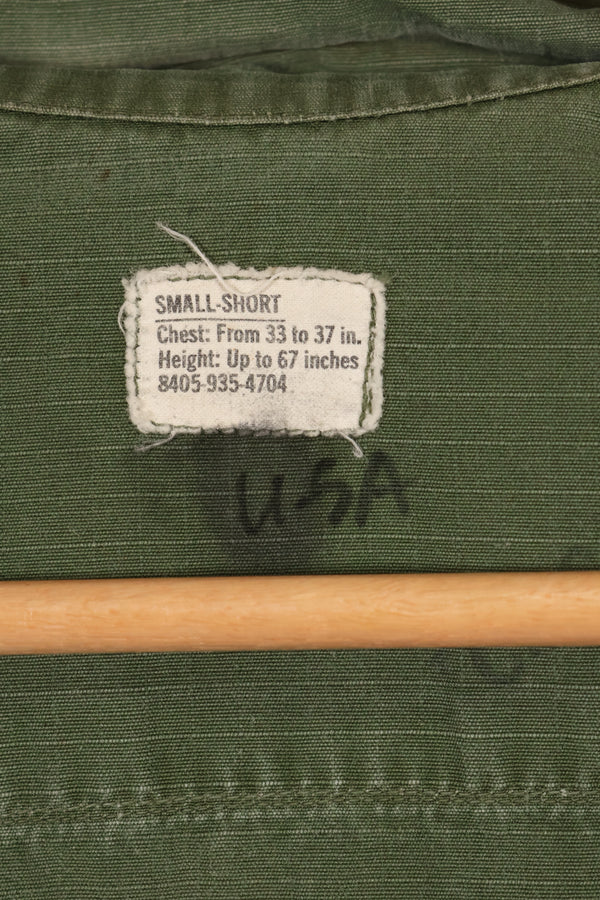 SMALL-SHORT
Chest: From 33 to 37 in.
Height: Up to 67 inches
8405-935-4704
USA